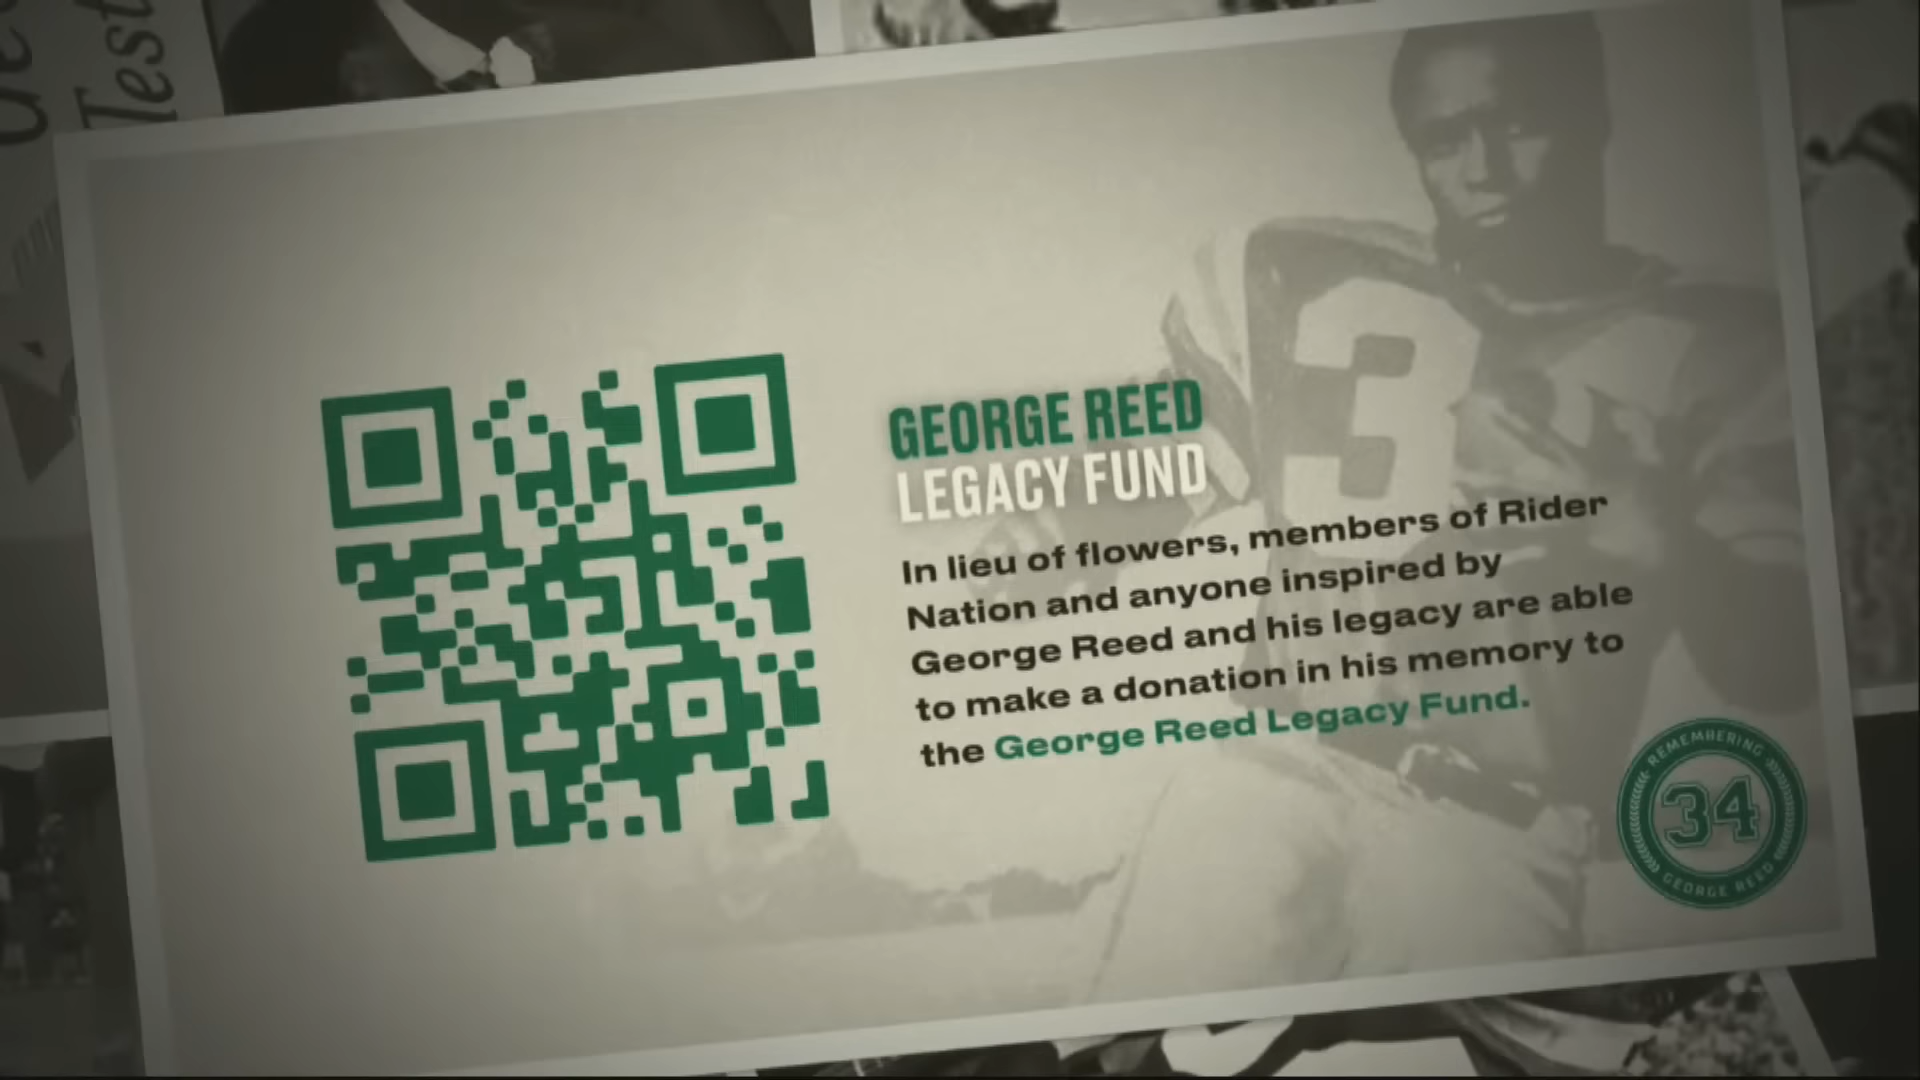 Test
GEORGE REED
LEGACY FUND
In lieu of flowers, members of Rider
Nation and anyone inspired by
George Reed and his legacy are able
to make a donation in his memory to
the George Reed Legacy Fund.
3
REMEMBERING
34
GEORGE REED